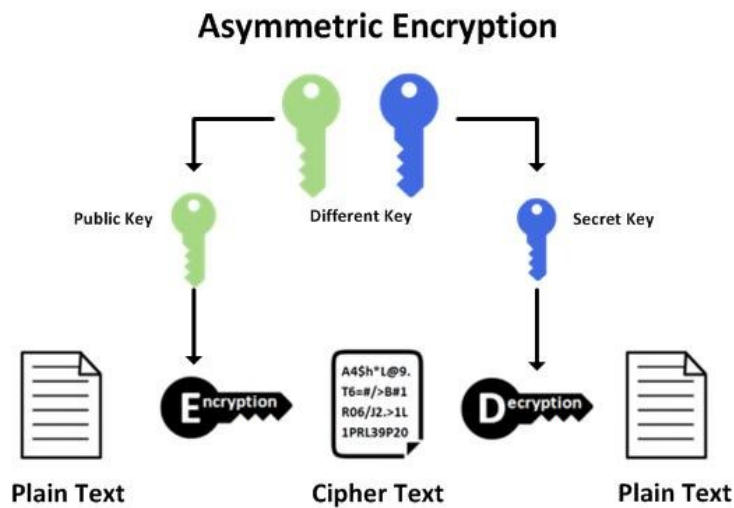 Asymmetric Encryption
Public Key
Different Key
Secret Key
Encryption
A4$h*L@9.
T6=#/>B#1
R06/J2.>1L
1PRL39P20
Decryption
Plain Text
Cipher Text
Plain Text